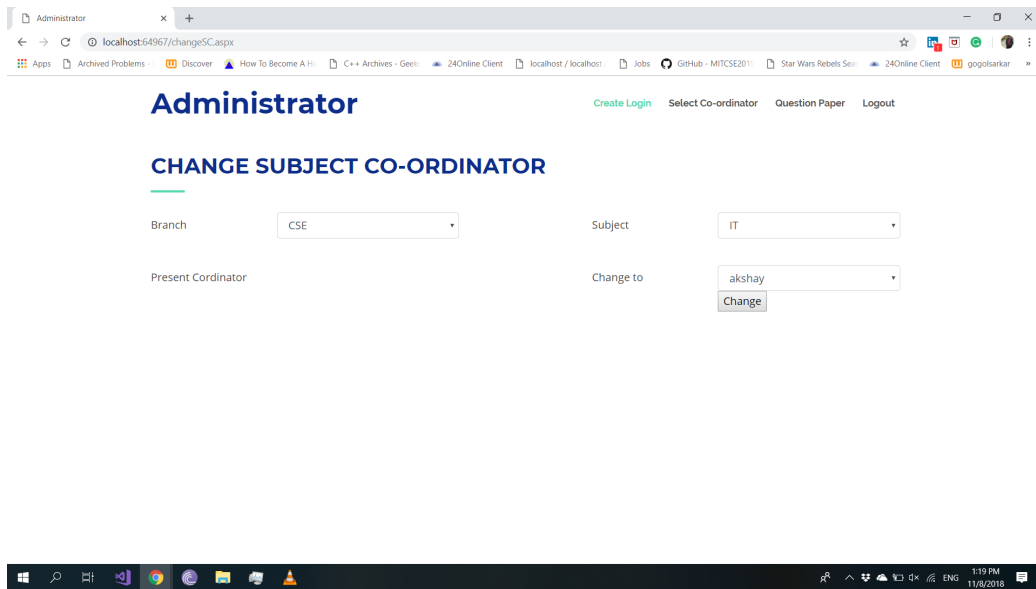 Administrator
localhost:64967/changeSC.aspx
Apps Archived Problems - Discover How To Become A Ha C++ Archives - Geek 24Online Client localhost / localhost / Jobs GitHub - MITCSE201 Star Wars Rebels Sea 24Online Client gogolsarkar »
Administrator Create Login Select Co-ordinator Question Paper Logout
CHANGE SUBJECT CO-ORDINATOR
Branch CSE Subject IT
Present Cordinator Change to akshay
Change
ENG 1:19 PM
11/8/2018